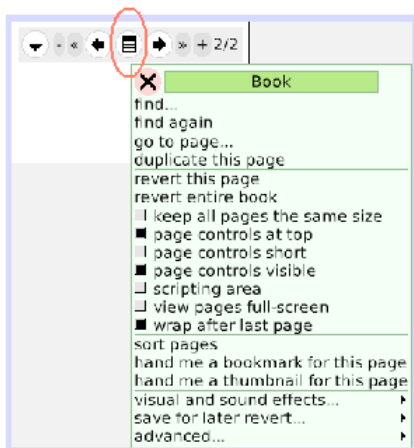 - « » + 2/2
Book
find...
find again
go to page...
duplicate this page
revert this page
revert entire book
keep all pages the same size
page controls at top
page controls short
page controls visible
scripting area
view pages full-screen
wrap after last page
sort pages
hand me a bookmark for this page
hand me a thumbnail for this page
visual and sound effects...
save for later revert...
advanced...